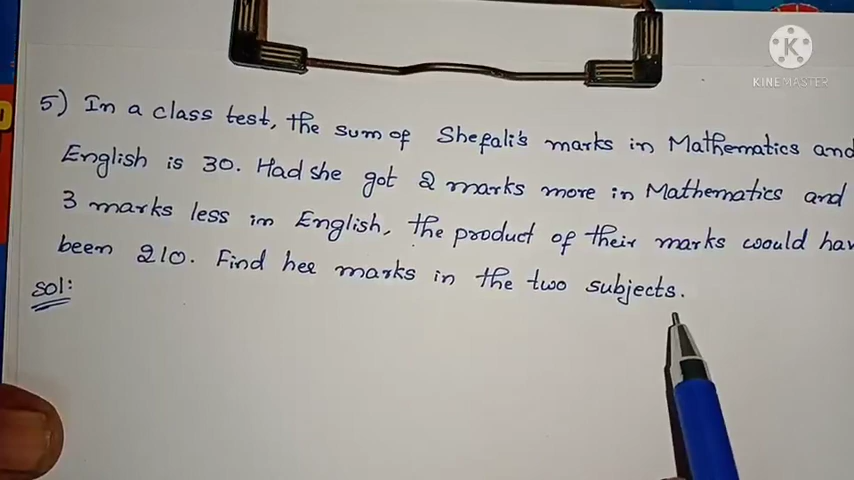 KINEMASTER
5) In a class test, the sum of Shefali's marks in Mathematics and
English is 30. Had she got 2 marks more in Mathematics and
3 marks less in English, the product of their marks would hav
been 210. Find her marks in the two subjects.
Sol: